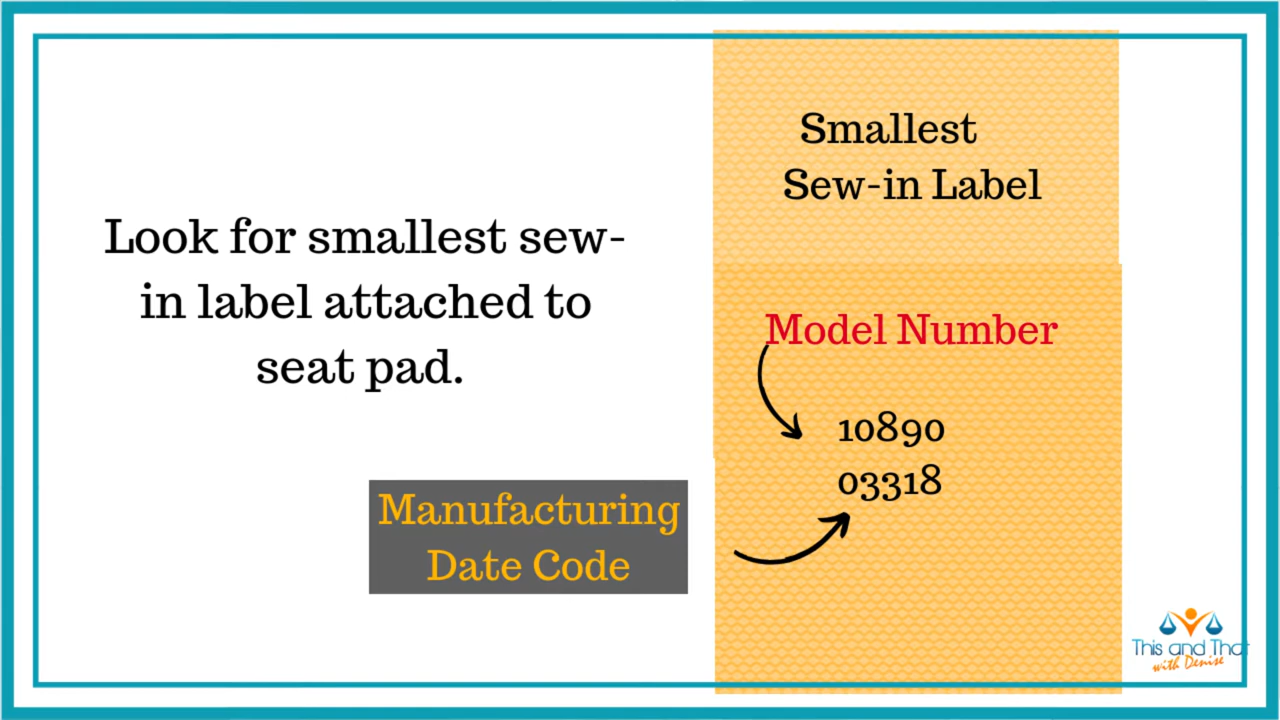 Look for smallest sew-
in label attached to
seat pad.
Manufacturing
Date Code
Smallest
Sew-in Label
Model Number
10890
03318
This and That
with Denise